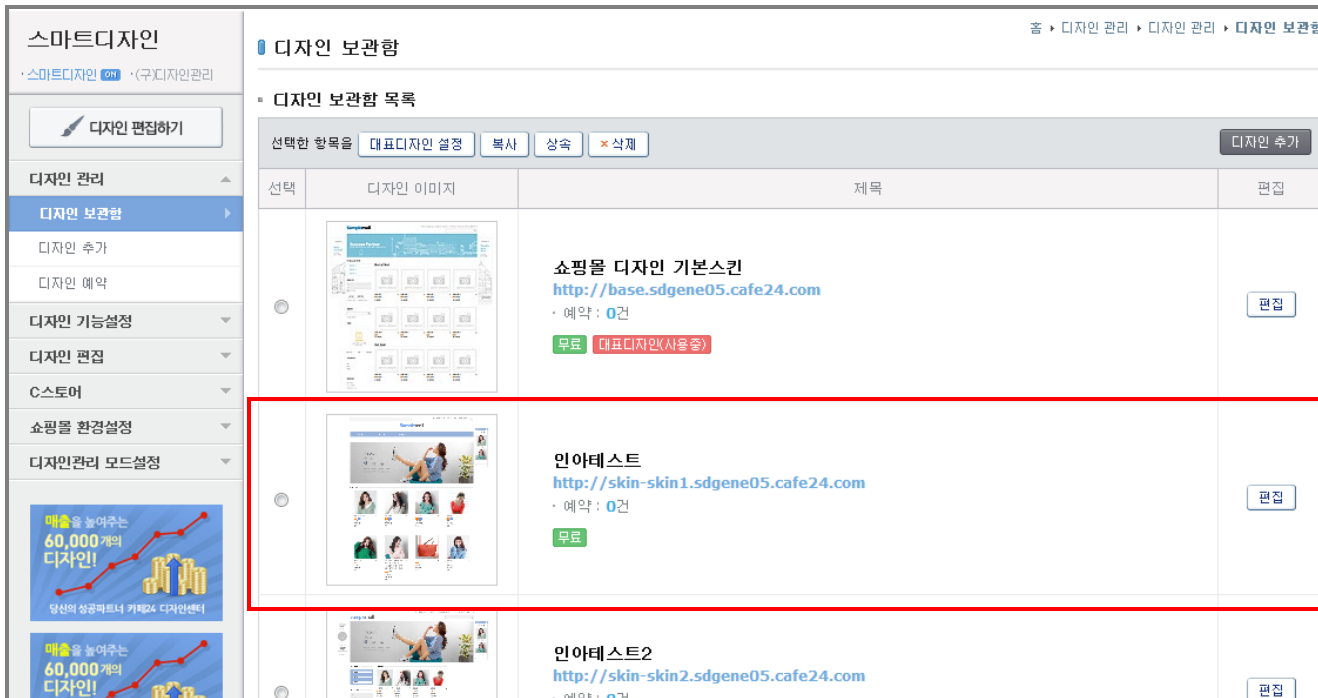 스마트디자인
·스마트디자인 ON ·(구)디자인관리
디자인 편집하기
디자인 관리
디자인 보관함
디자인 추가
디자인 예약
디자인 기능설정
디자인 편집
C스토어
쇼핑몰 환경설정
디자인관리 모드설정
매출을 높여주는
60,000개의
디자인!
당신의 성공파트너 카페24 디자인센터
매출을 높여주는
60,000개의
디자인!
홈 ▸ 디자인 관리 ▸ 디자인 관리 ▸ 디자인 보관함
디자인 보관함
디자인 보관함 목록
선택한 항목을 대표디자인 설정 복사 상속 ×삭제 디자인 추가
선택 디자인 이미지 제목 편집
쇼핑몰 디자인 기본스킨
http://base.sdgene05.cafe24.com
· 예약 : 0건
무료 대표디자인(사용중)
편집
인아테스트
http://skin-skin1.sdgene05.cafe24.com
· 예약 : 0건
무료
편집
인아테스트2
http://skin-skin2.sdgene05.cafe24.com
· 예약 : 0건
편집